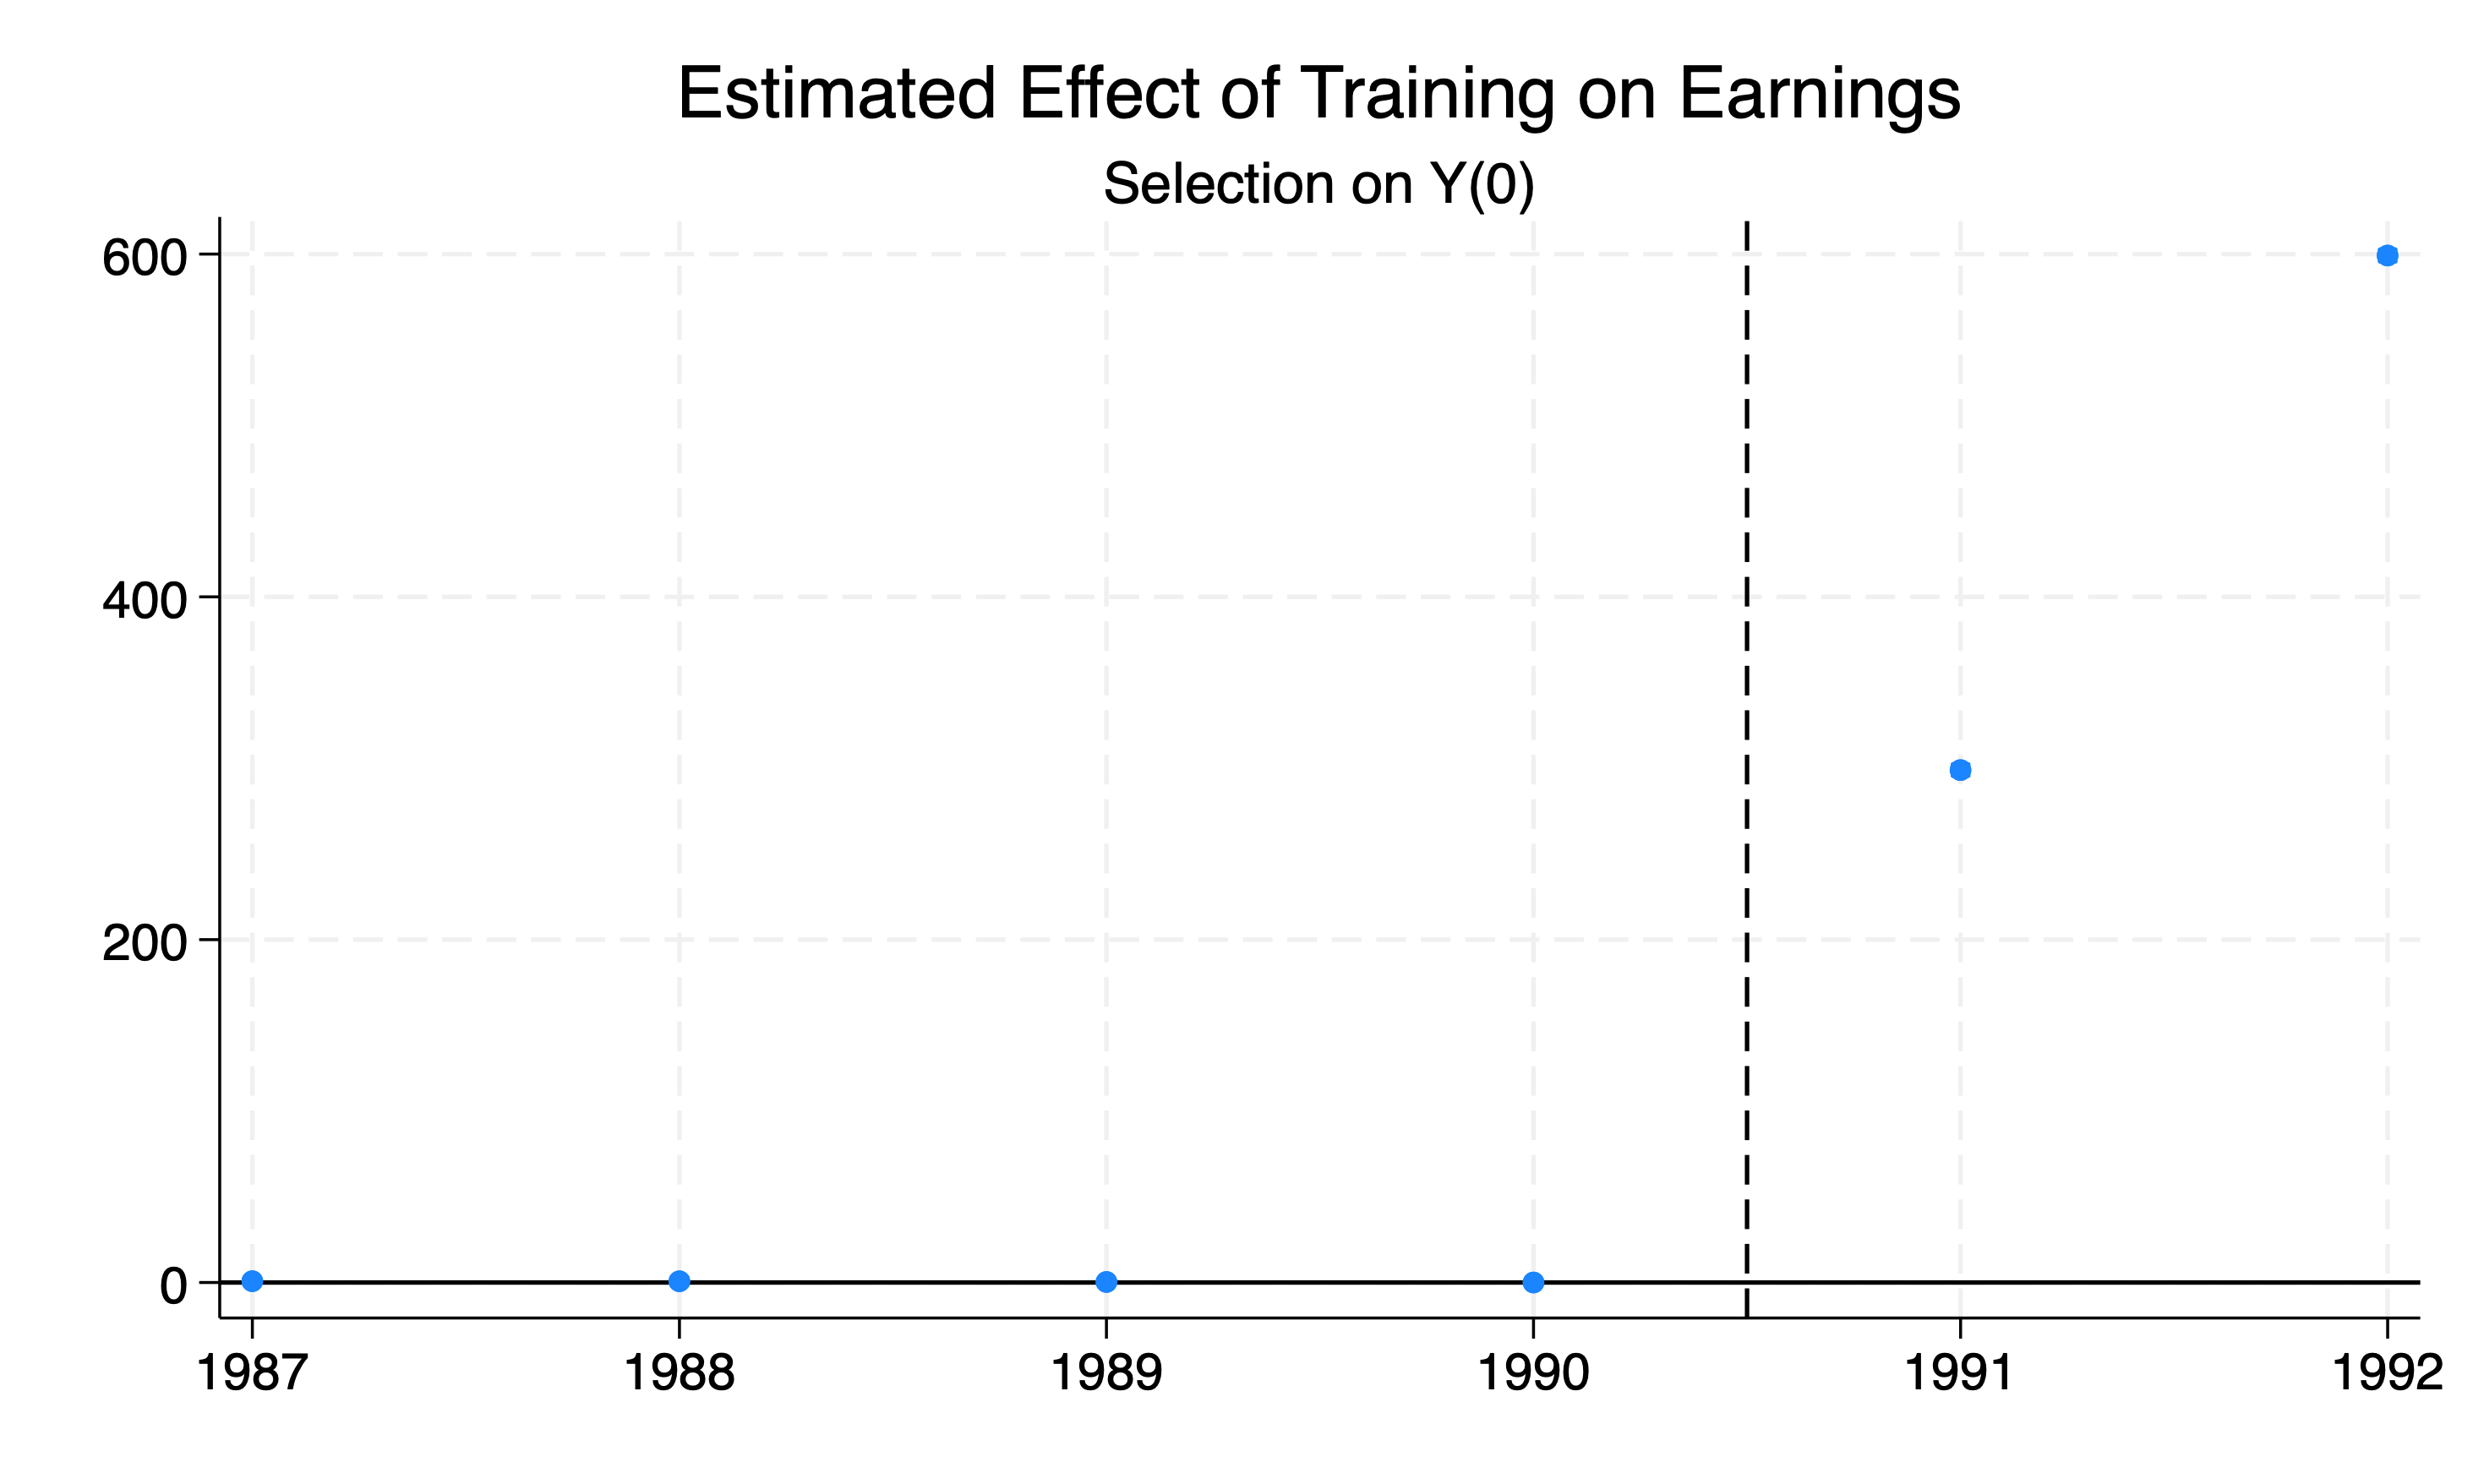 Estimated Effect of Training on Earnings
Selection on Y(0)
600
400
200
0
1987 1988 1989 1990 1991 1992